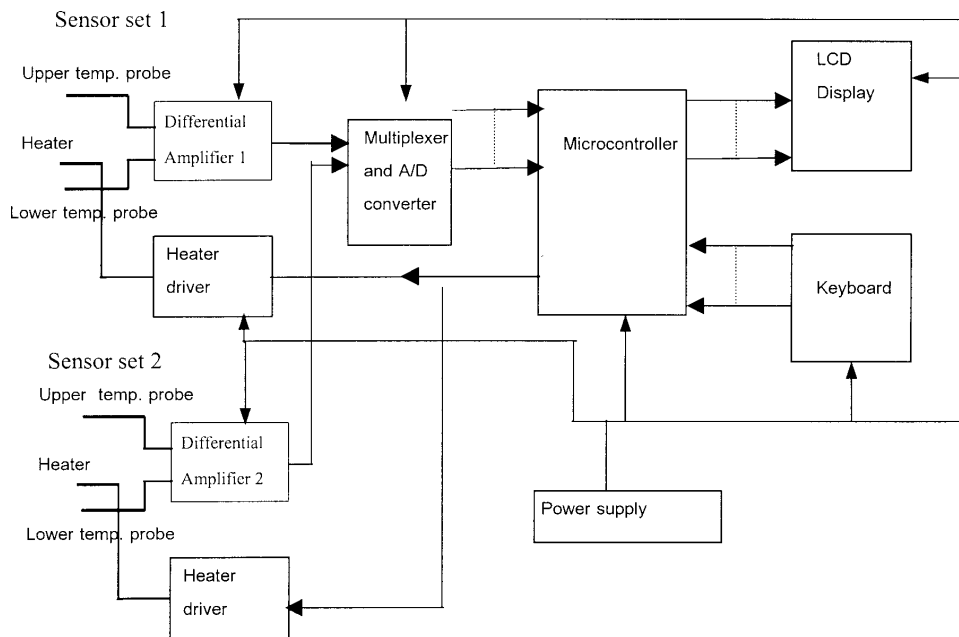 Sensor set 1
Upper temp. probe
Heater
Lower temp. probe
Differential
Amplifier 1
Multiplexer
and A/D
converter
Microcontroller
LCD
Display
Heater
driver
Keyboard
Sensor set 2
Upper temp. probe
Heater
Lower temp. probe
Differential
Amplifier 2
Power supply
Heater
driver